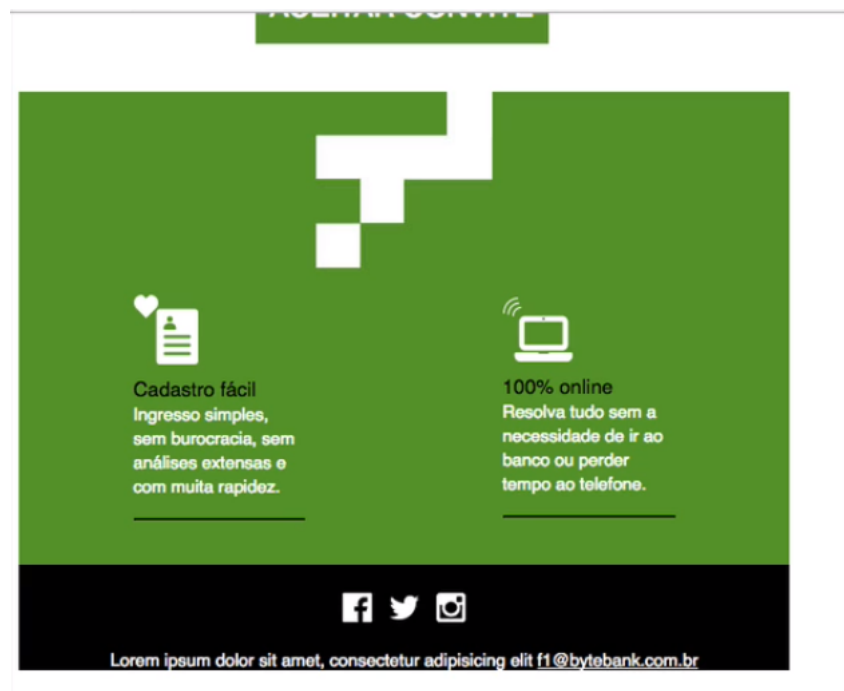 ACEITAR CONVITE
Cadastro fácil
Ingresso simples,
sem burocracia, sem
análises extensas e
com muita rapidez.
100% online
Resolva tudo sem a
necessidade de ir ao
banco ou perder
tempo ao telefone.
Lorem ipsum dolor sit amet, consectetur adipisicing elit f1@bytebank.com.br